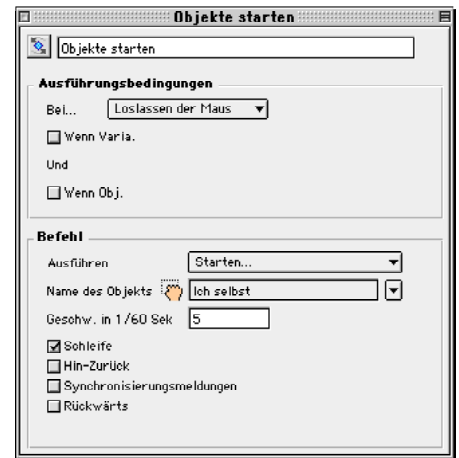 Objekte starten
Objekte starten
Ausführungsbedingungen
Bei... Loslassen der Maus
Wenn Varia.
Und
Wenn Obj.
Befehl
Ausführen Starten...
Name des Objekts Ich selbst
Geschw. in 1/60 Sek 5
Schleife
Hin-Zurück
Synchronisierungsmeldungen
Rückwärts